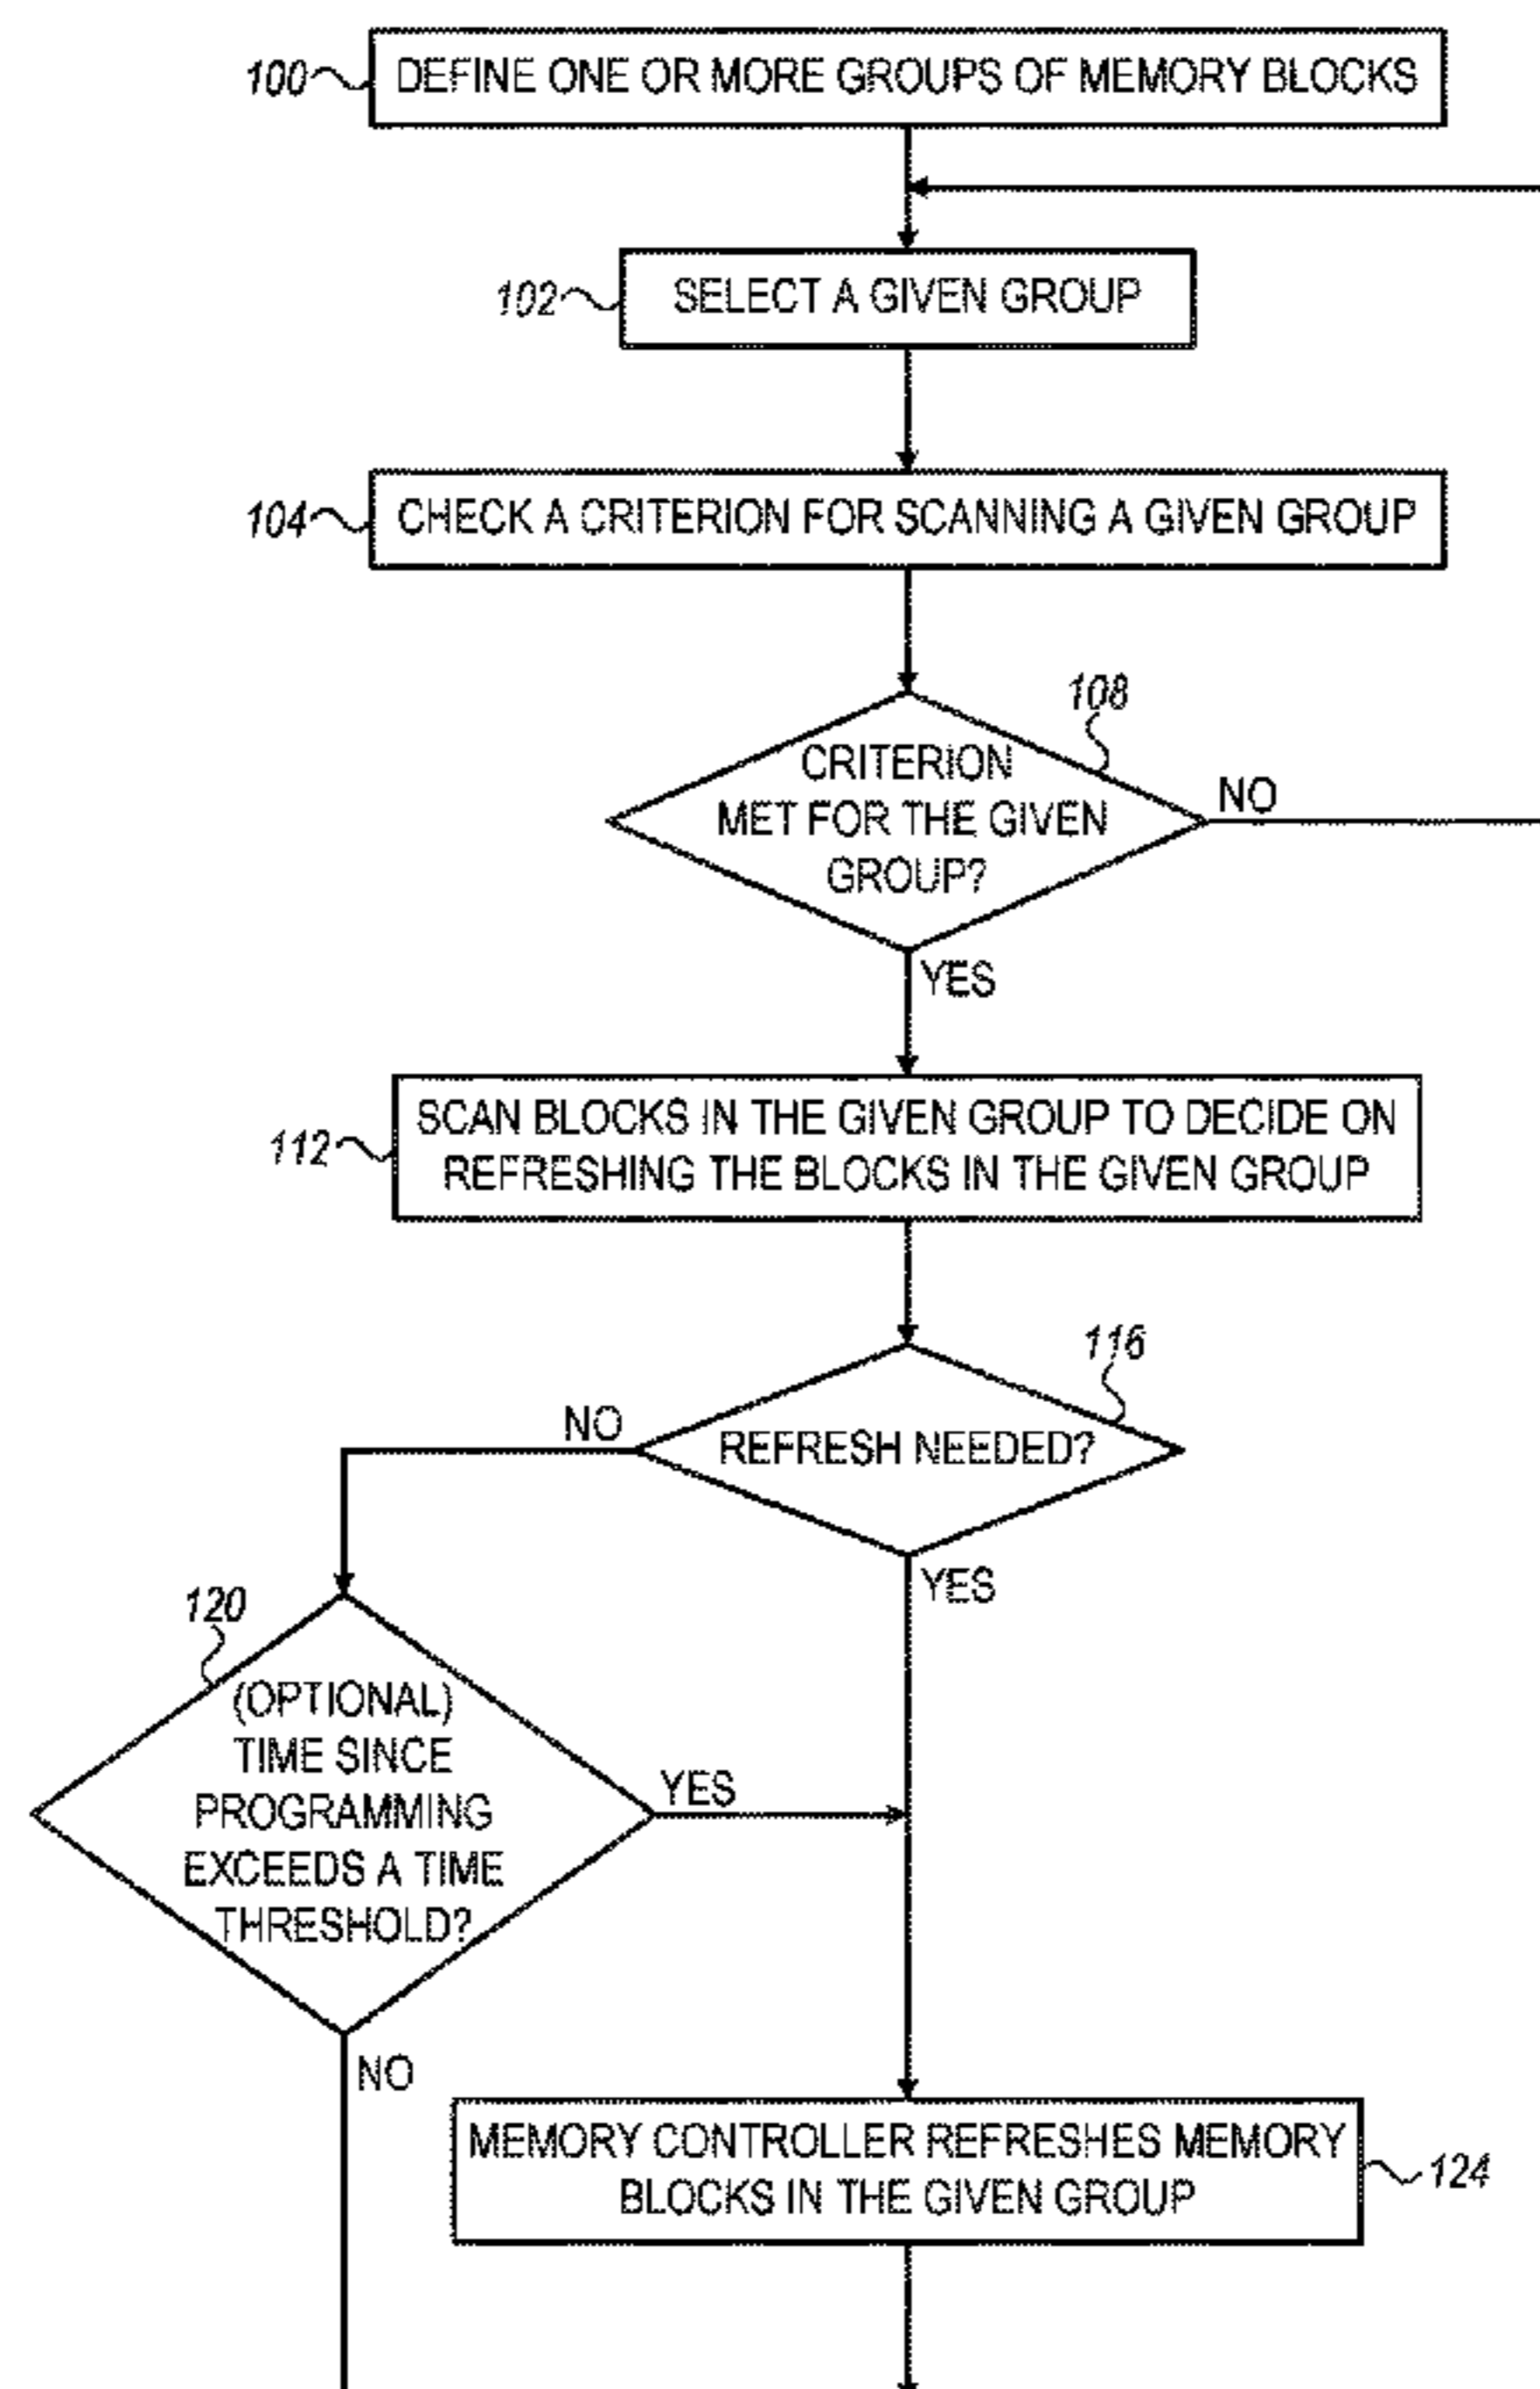 100
DEFINE ONE OR MORE GROUPS OF MEMORY BLOCKS
102
SELECT A GIVEN GROUP
104
CHECK A CRITERION FOR SCANNING A GIVEN GROUP
108
CRITERION
MET FOR THE GIVEN
GROUP?
NO
YES
112
SCAN BLOCKS IN THE GIVEN GROUP TO DECIDE ON
REFRESHING THE BLOCKS IN THE GIVEN GROUP
116
NO
REFRESH NEEDED?
YES
120
(OPTIONAL)
TIME SINCE
PROGRAMMING
EXCEEDS A TIME
THRESHOLD?
YES
NO
MEMORY CONTROLLER REFRESHES MEMORY
BLOCKS IN THE GIVEN GROUP
124